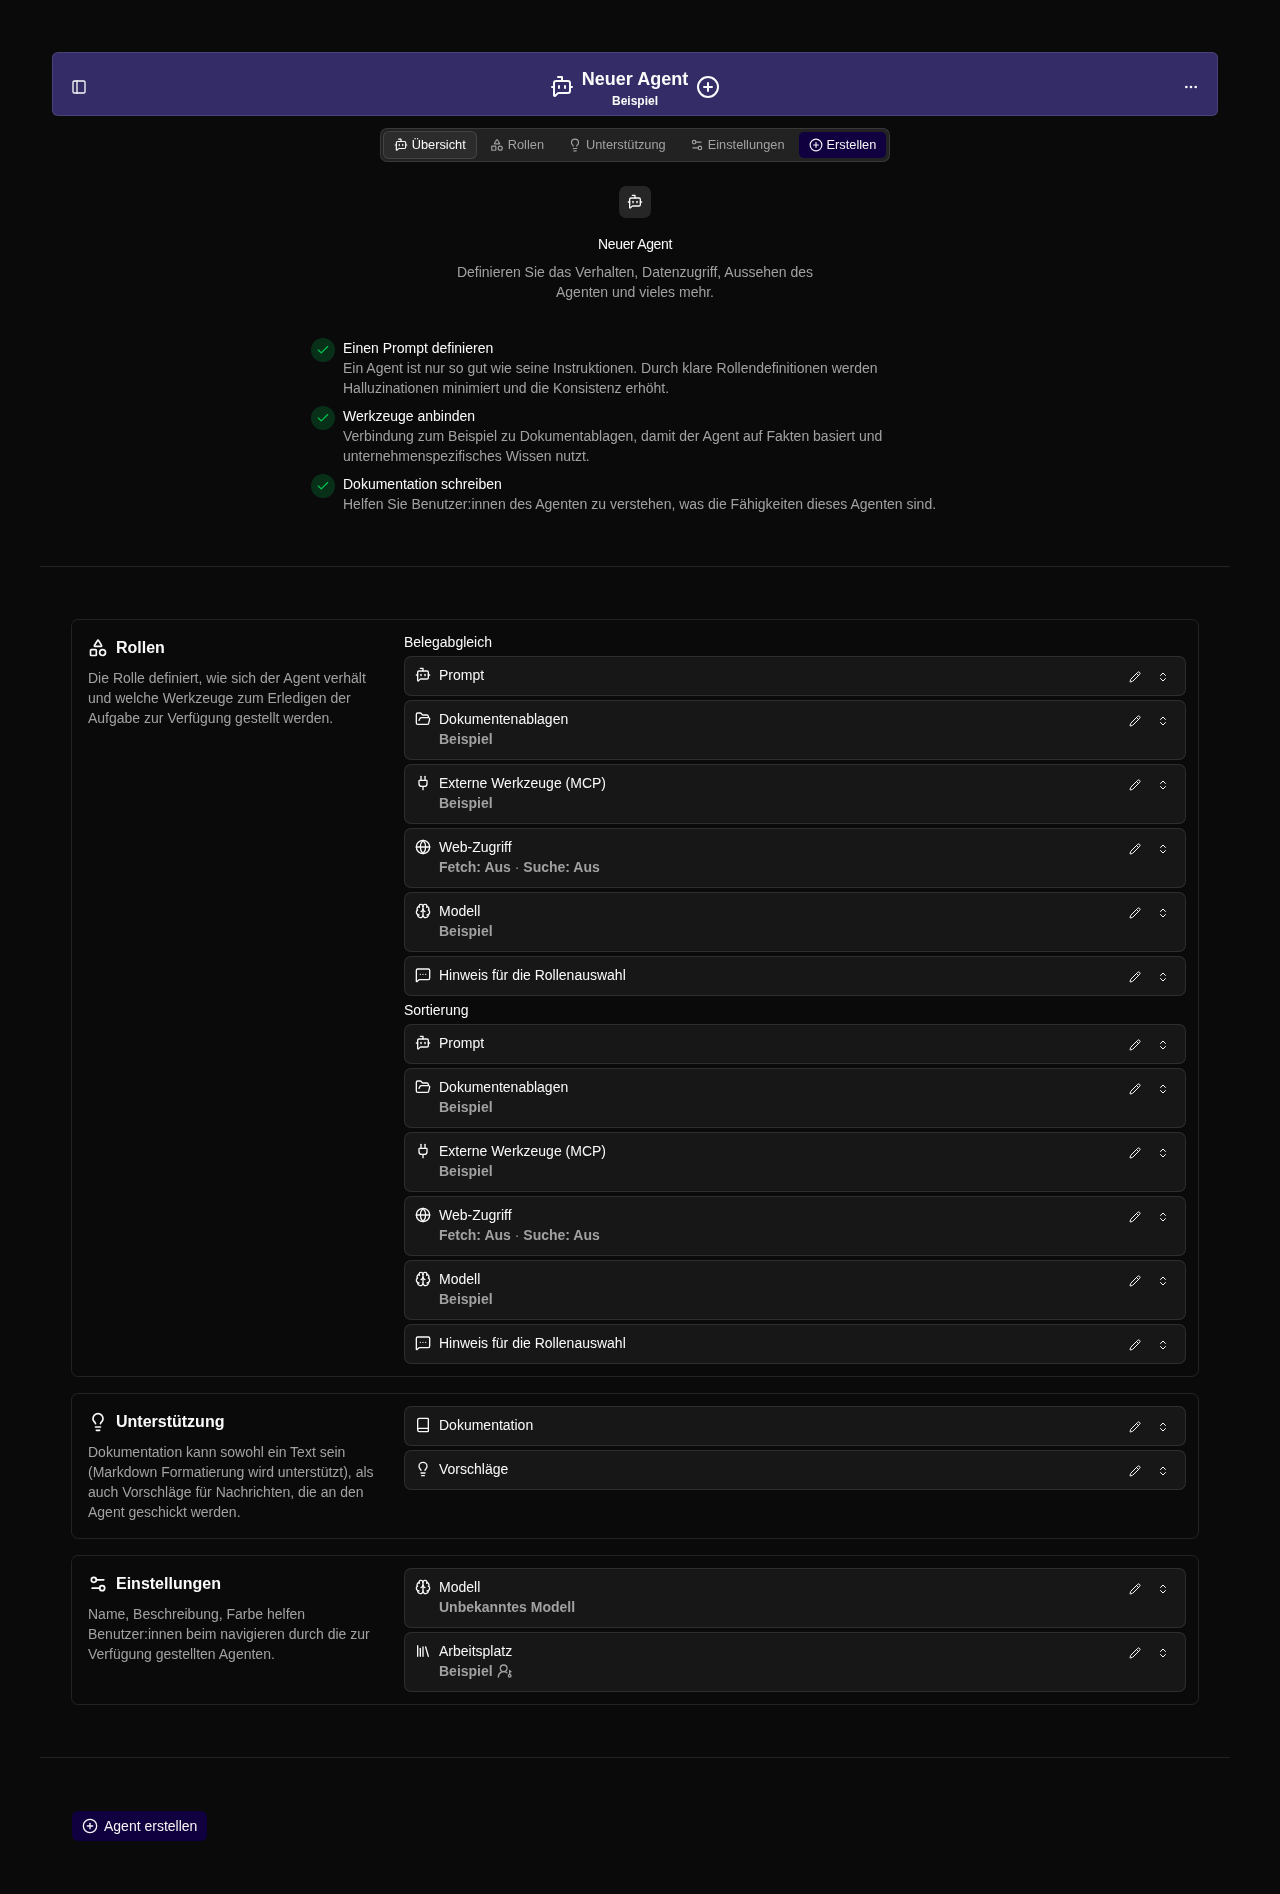 Neuer Agent
Beispiel
Übersicht
Rollen
Unterstützung
Einstellungen
Erstellen
Neuer Agent
Definieren Sie das Verhalten, Datenzugriff, Aussehen des
Agenten und vieles mehr.
Einen Prompt definieren
Ein Agent ist nur so gut wie seine Instruktionen. Durch klare Rollendefinitionen werden
Halluzinationen minimiert und die Konsistenz erhöht.
Werkzeuge anbinden
Verbindung zum Beispiel zu Dokumentablagen, damit der Agent auf Fakten basiert und
unternehmenspezifisches Wissen nutzt.
Dokumentation schreiben
Helfen Sie Benutzer:innen des Agenten zu verstehen, was die Fähigkeiten dieses Agenten sind.
Rollen
Die Rolle definiert, wie sich der Agent verhält
und welche Werkzeuge zum Erledigen der
Aufgabe zur Verfügung gestellt werden.
Belegabgleich
Prompt
Dokumentenablagen
Beispiel
Externe Werkzeuge (MCP)
Beispiel
Web-Zugriff
Fetch: Aus · Suche: Aus
Modell
Beispiel
Hinweis für die Rollenauswahl
Sortierung
Prompt
Dokumentenablagen
Beispiel
Externe Werkzeuge (MCP)
Beispiel
Web-Zugriff
Fetch: Aus · Suche: Aus
Modell
Beispiel
Hinweis für die Rollenauswahl
Unterstützung
Dokumentation kann sowohl ein Text sein
(Markdown Formatierung wird unterstützt), als
auch Vorschläge für Nachrichten, die an den
Agent geschickt werden.
Dokumentation
Vorschläge
Einstellungen
Name, Beschreibung, Farbe helfen
Benutzer:innen beim navigieren durch die zur
Verfügung gestellten Agenten.
Modell
Unbekanntes Modell
Arbeitsplatz
Beispiel
Agent erstellen